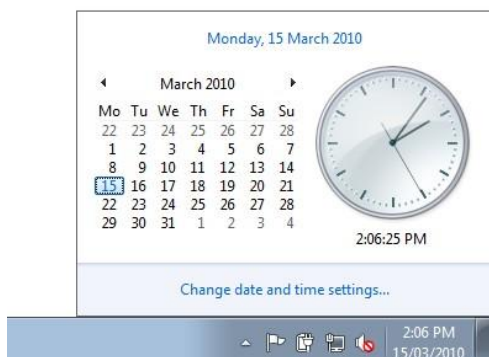 Monday, 15 March 2010
March 2010
Mo Tu We Th Fr Sa Su
22 23 24 25 26 27 28
1 2 3 4 5 6 7
8 9 10 11 12 13 14
15 16 17 18 19 20 21
22 23 24 25 26 27 28
29 30 31 1 2 3 4
2:06:25 PM
Change date and time settings...
2:06 PM
15/03/2010